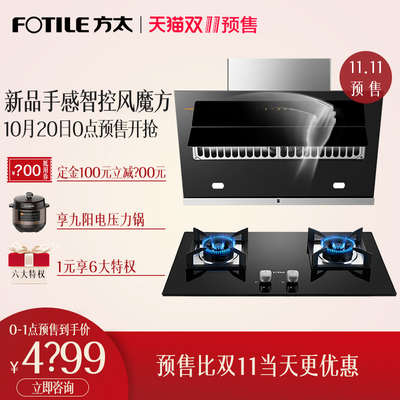 FOTILE方太 天猫双11预售
11.11
预售
新品手感智控风魔方
10月20日0点预售开抢
¥?00 抵用券
定金100元立减?00元
享九阳电压力锅
六大特权
1元享6大特权
FOTILE
0-1点预售到手价
¥4?99
立即咨询
预售比双11当天更优惠